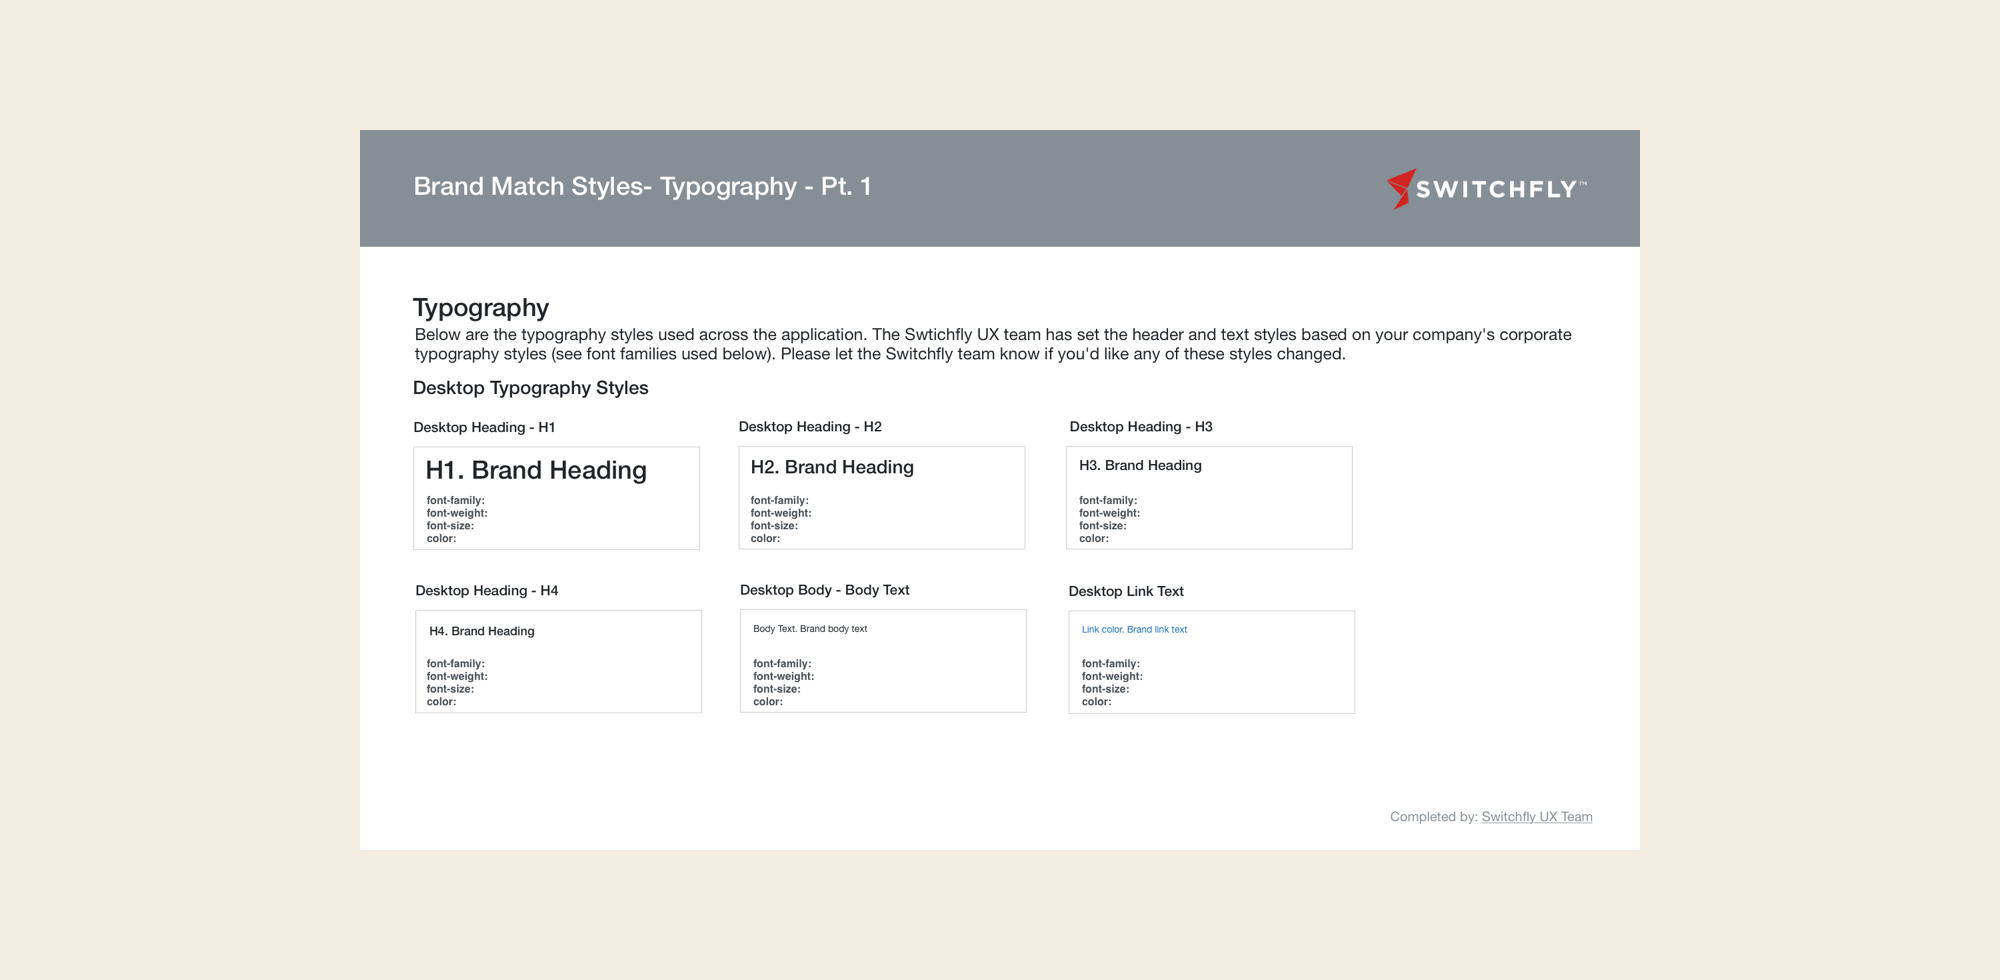 Brand Match Styles- Typography - Pt. 1
SWITCHFLY™
Typography
Below are the typography styles used across the application. The Swtichfly UX team has set the header and text styles based on your company's corporate
typography styles (see font families used below). Please let the Switchfly team know if you'd like any of these styles changed.
Desktop Typography Styles
Desktop Heading - H1
H1. Brand Heading
font-family:
font-weight:
font-size:
color:
Desktop Heading - H2
H2. Brand Heading
font-family:
font-weight:
font-size:
color:
Desktop Heading - H3
H3. Brand Heading
font-family:
font-weight:
font-size:
color:
Desktop Heading - H4
H4. Brand Heading
font-family:
font-weight:
font-size:
color:
Desktop Body - Body Text
Body Text. Brand body text
font-family:
font-weight:
font-size:
color:
Desktop Link Text
Link color. Brand link text
font-family:
font-weight:
font-size:
color:
Completed by: Switchfly UX Team